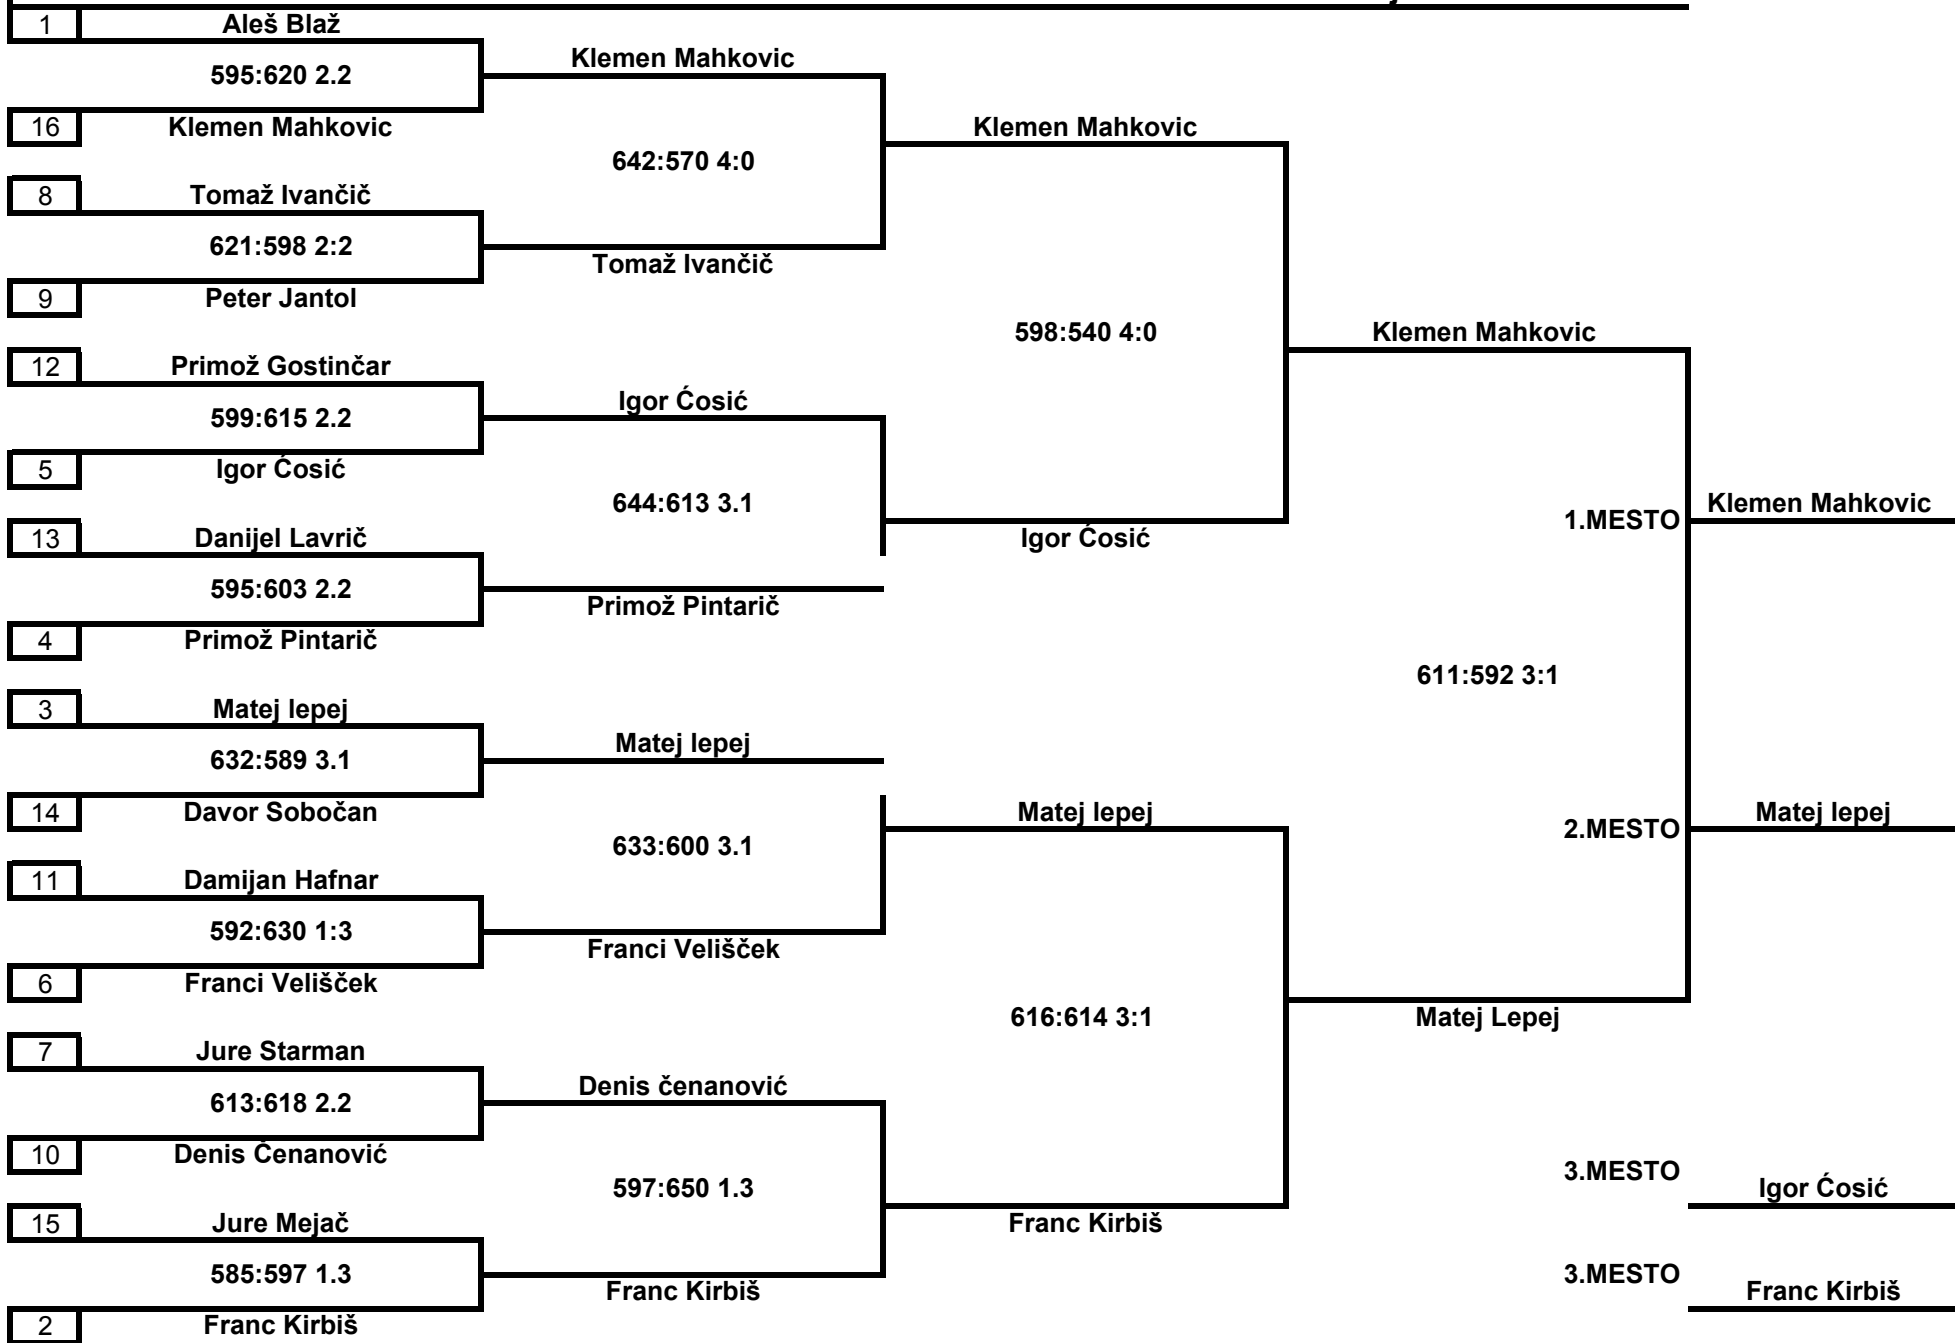 1 Aleš Blaž
595:620 2.2
Klemen Mahkovic
16 Klemen Mahkovic
Klemen Mahkovic
642:570 4:0
8 Tomaž Ivančič
621:598 2:2
Tomaž Ivančič
9 Peter Jantol
598:540 4:0
Klemen Mahkovic
12 Primož Gostinčar
599:615 2.2
Igor Ćosić
5 Igor Ćosić
644:613 3.1
1.MESTO Klemen Mahkovic
13 Danijel Lavrič
Igor Ćosić
595:603 2.2
Primož Pintarič
4 Primož Pintarič
611:592 3:1
3 Matej lepej
632:589 3.1
Matej lepej
14 Davor Sobočan
Matej lepej
2.MESTO Matej lepej
633:600 3.1
11 Damijan Hafnar
592:630 1:3
Franci Velišček
6 Franci Velišček
616:614 3:1
Matej Lepej
7 Jure Starman
613:618 2.2
Denis čenanović
10 Denis Čenanović
597:650 1.3
3.MESTO Igor Ćosić
15 Jure Mejač
Franc Kirbiš
585:597 1.3
Franc Kirbiš
3.MESTO Franc Kirbiš
2 Franc Kirbiš